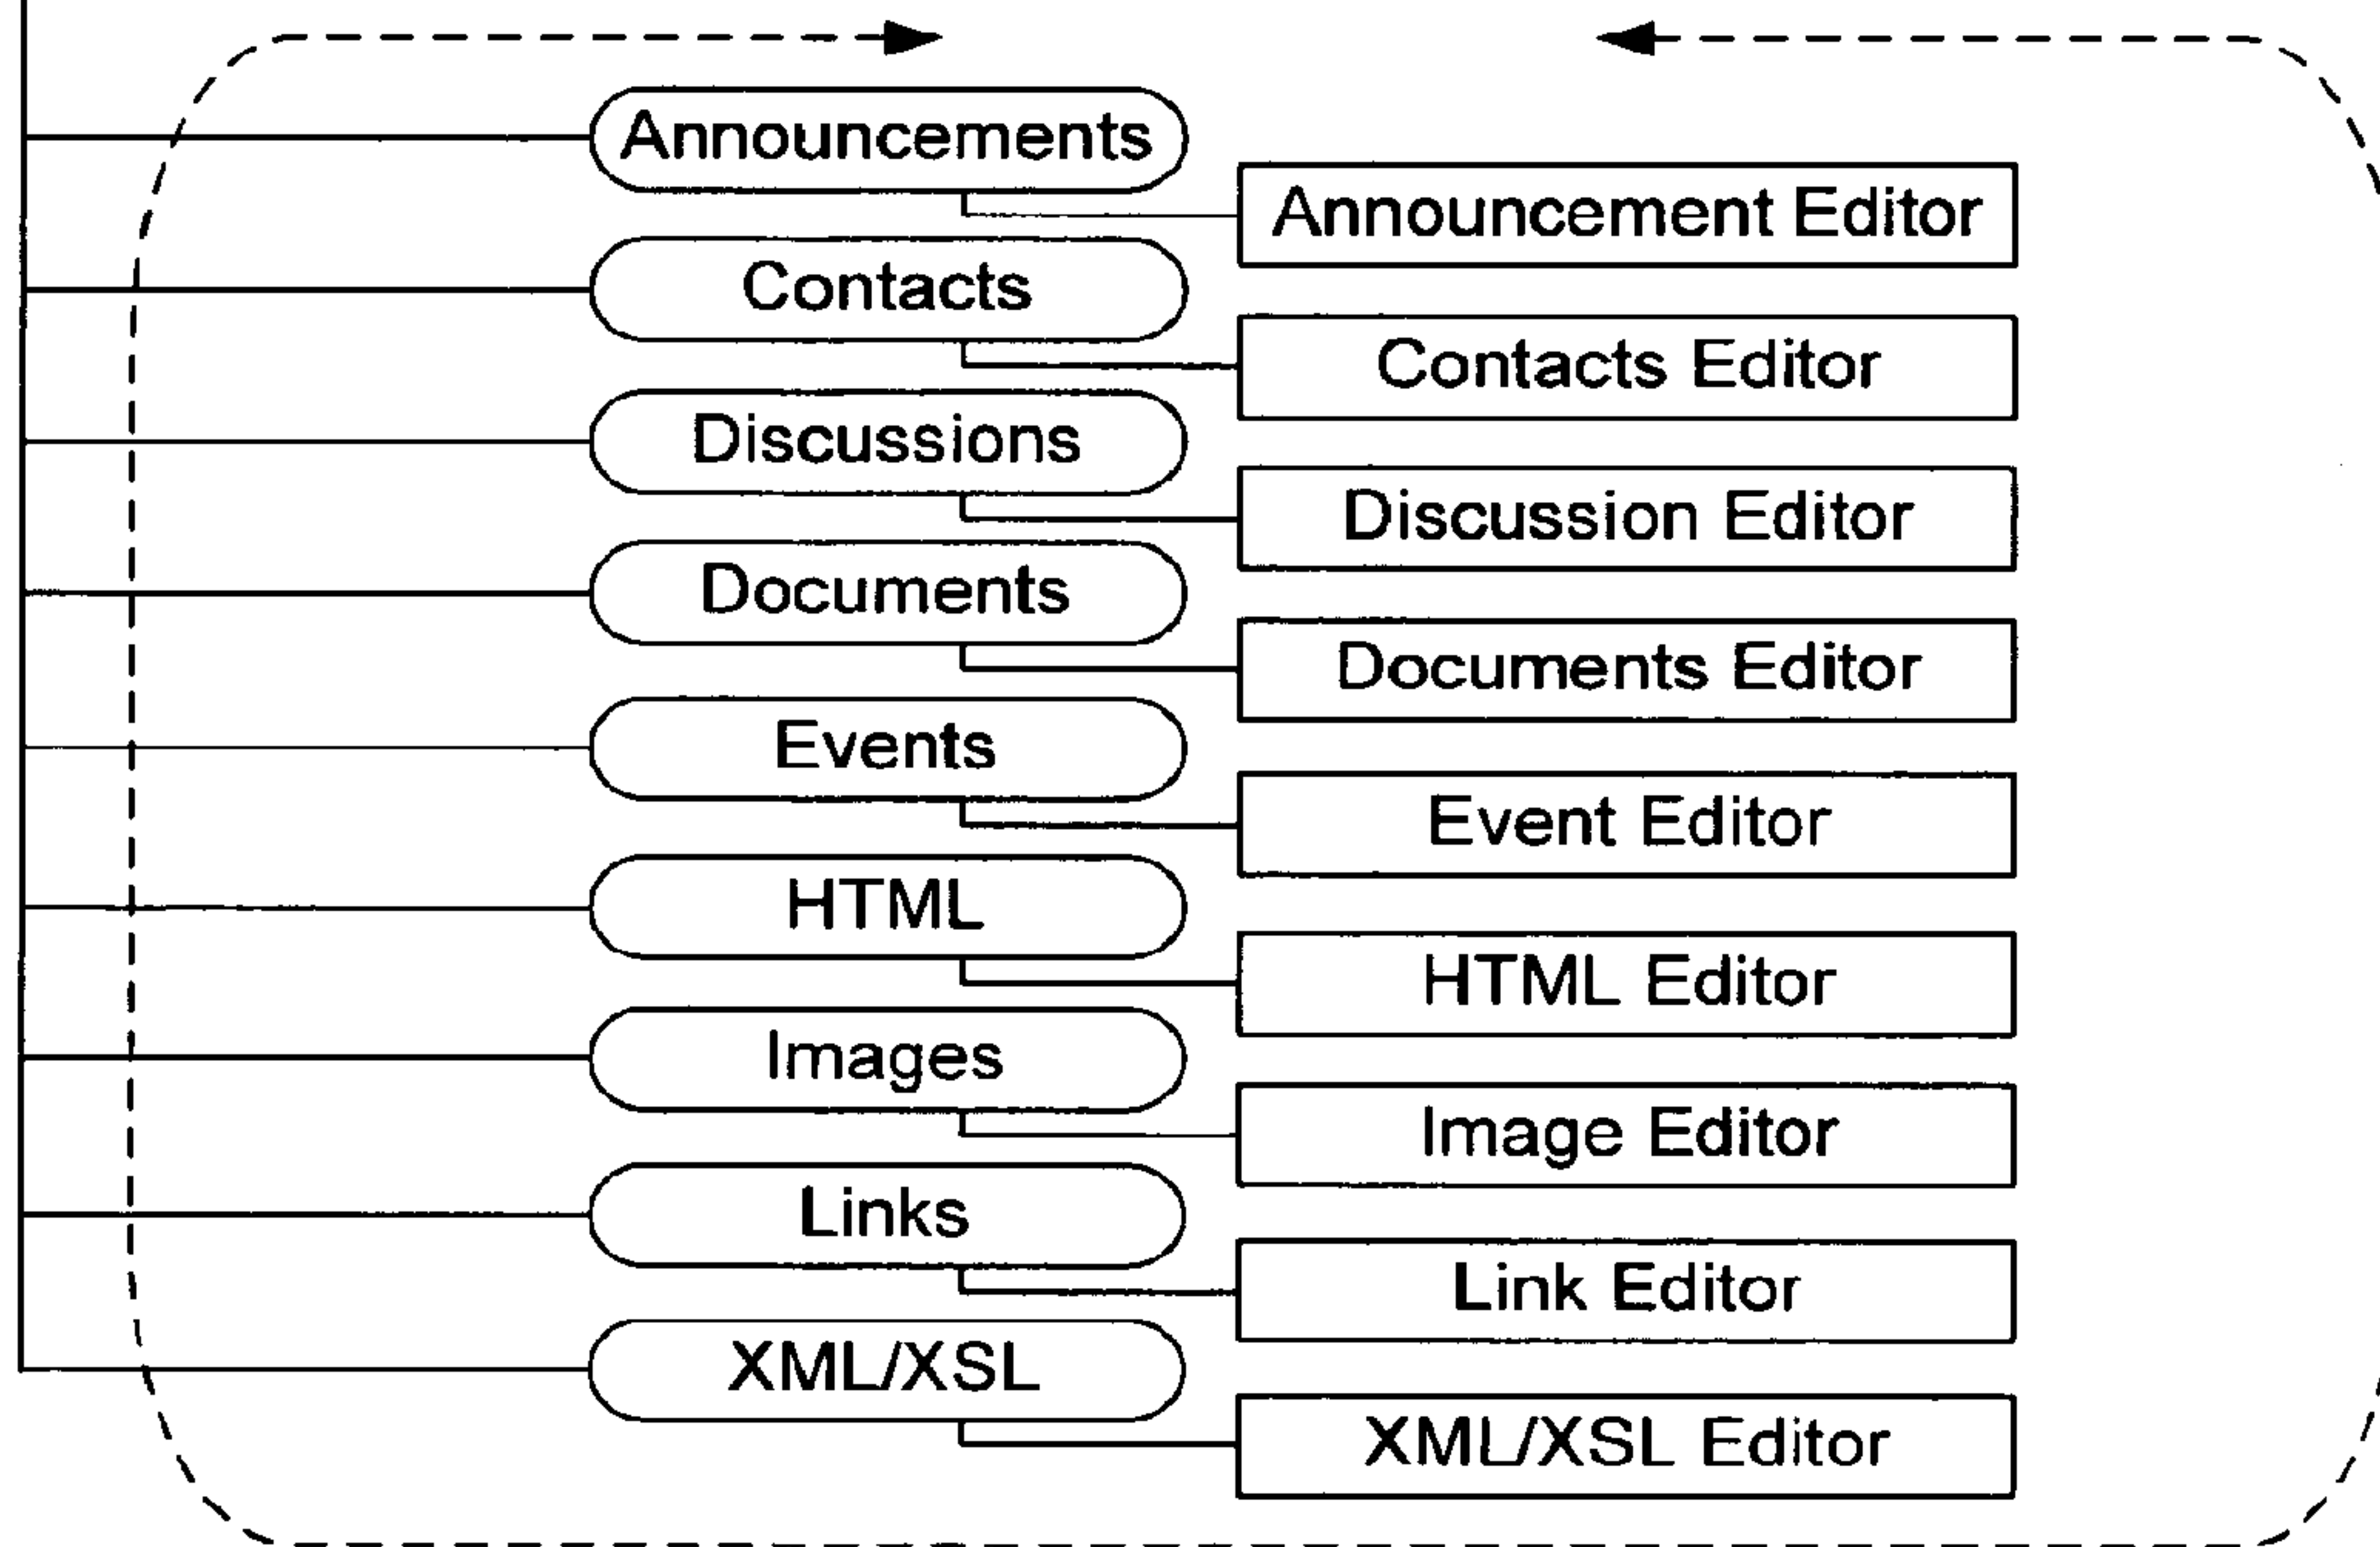 Announcements
Announcement Editor
Contacts
Contacts Editor
Discussions
Discussion Editor
Documents
Documents Editor
Events
Event Editor
HTML
HTML Editor
Images
Image Editor
Links
Link Editor
XML/XSL
XML/XSL Editor